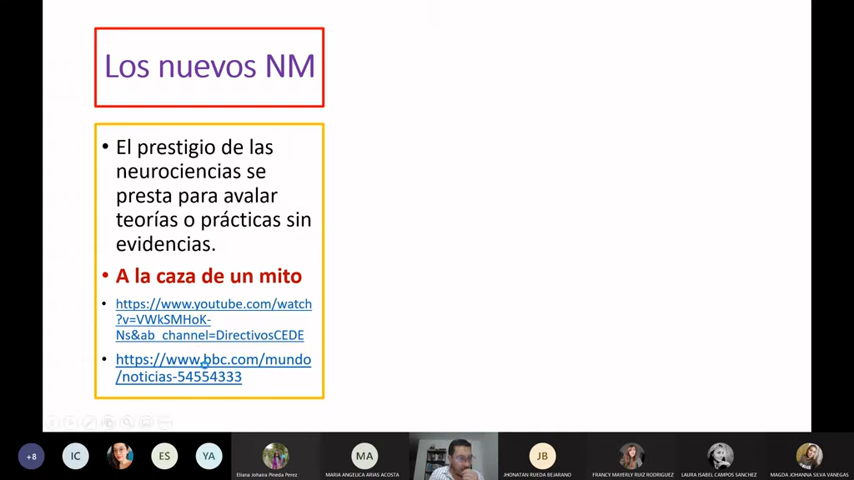 Los nuevos NM
• El prestigio de las
neurociencias se
presta para avalar
teorías o prácticas sin
evidencias.
• A la caza de un mito
• https://www.youtube.com/watch
?v=VWkSMHoK-
Ns&ab_channel=DirectivosCEDE
• https://www.bbc.com/mundo
/noticias-54554333
+8
IC
ES
YA
Eliana Johana Pineda Perez
MA
MARIA ANGELICA ARIAS ACOSTA
JB
JHONATAN RUEDA BEJARANO
FRANCY MAYERLY RUIZ RODRIGUEZ
LAURA ISABEL CAMPOS SANCHEZ
MAGDA JOHANNA SILVA VANEGAS